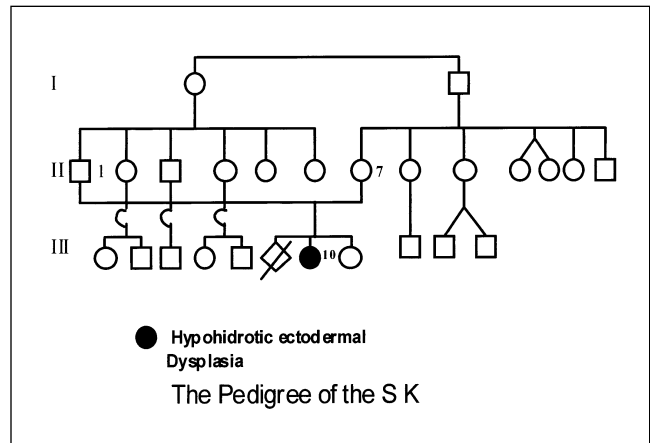 I
II 1 7
III 10
Hypohidrotic ectodermal
Dysplasia
The Pedigree of the S K